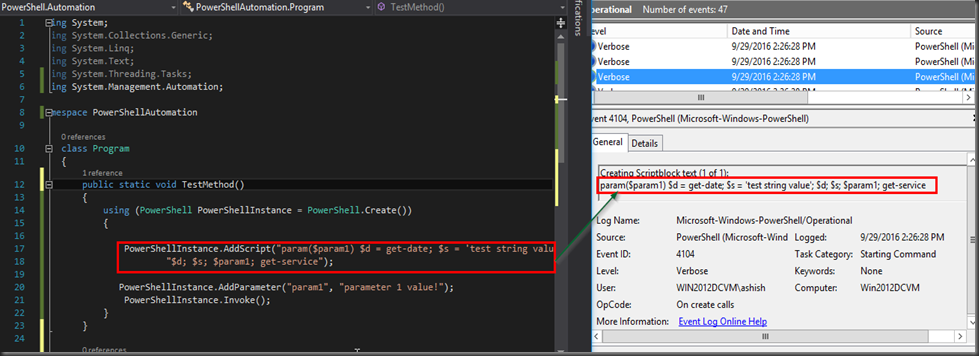 PowerShell.Automation PowerShellAutomation.Program TestMethod()
1 ing System;
2 ing System.Collections.Generic;
3 ing System.Linq;
4 ing System.Text;
5 ing System.Threading.Tasks;
6 ing System.Management.Automation;
7
8 mespace PowerShellAutomation
9
0 references
10 class Program
11 {
1 reference
12 public static void TestMethod()
13 {
14 using (PowerShell PowerShellInstance = PowerShell.Create())
15 {
16
17 PowerShellInstance.AddScript("param($param1) $d = get-date; $s = 'test string valu
18 "$d; $s; $param1; get-service");
19
20 PowerShellInstance.AddParameter("param1", "parameter 1 value!");
21 PowerShellInstance.Invoke();
22 }
23 }
24
0 references
ifications
perational Number of events: 47
evel Date and Time Source
Verbose 9/29/2016 2:26:28 PM PowerShell (Mi
Verbose 9/29/2016 2:26:28 PM PowerShell (Mi
Verbose 9/29/2016 2:26:28 PM PowerShell (Mi
vent 4104, PowerShell (Microsoft-Windows-PowerShell)
General Details
Creating Scriptblock text (1 of 1):
param($param1) $d = get-date; $s = 'test string value'; $d; $s; $param1; get-service
Log Name: Microsoft-Windows-PowerShell/Operational
Source: PowerShell (Microsoft-Wind Logged: 9/29/2016 2:26:28 PM
Event ID: 4104 Task Category: Starting Command
Level: Verbose Keywords: None
User: WIN2012DCVM\ashish Computer: Win2012DCVM
OpCode: On create calls
More Information: Event Log Online Help